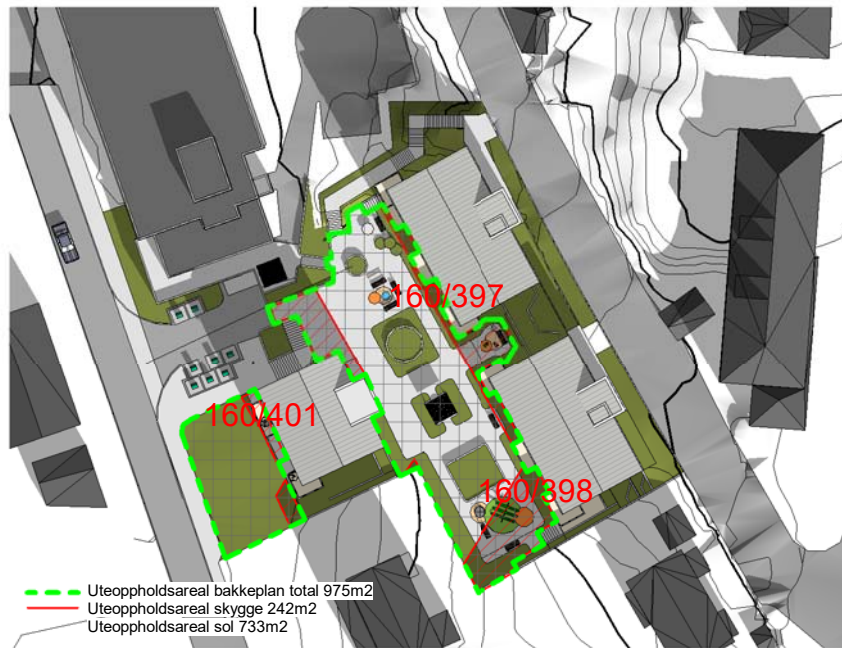 160/397
160/401
160/398
Uteoppholdsareal bakkeplan total 975m2
Uteoppholdsareal skygge 242m2
Uteoppholdsareal sol 733m2